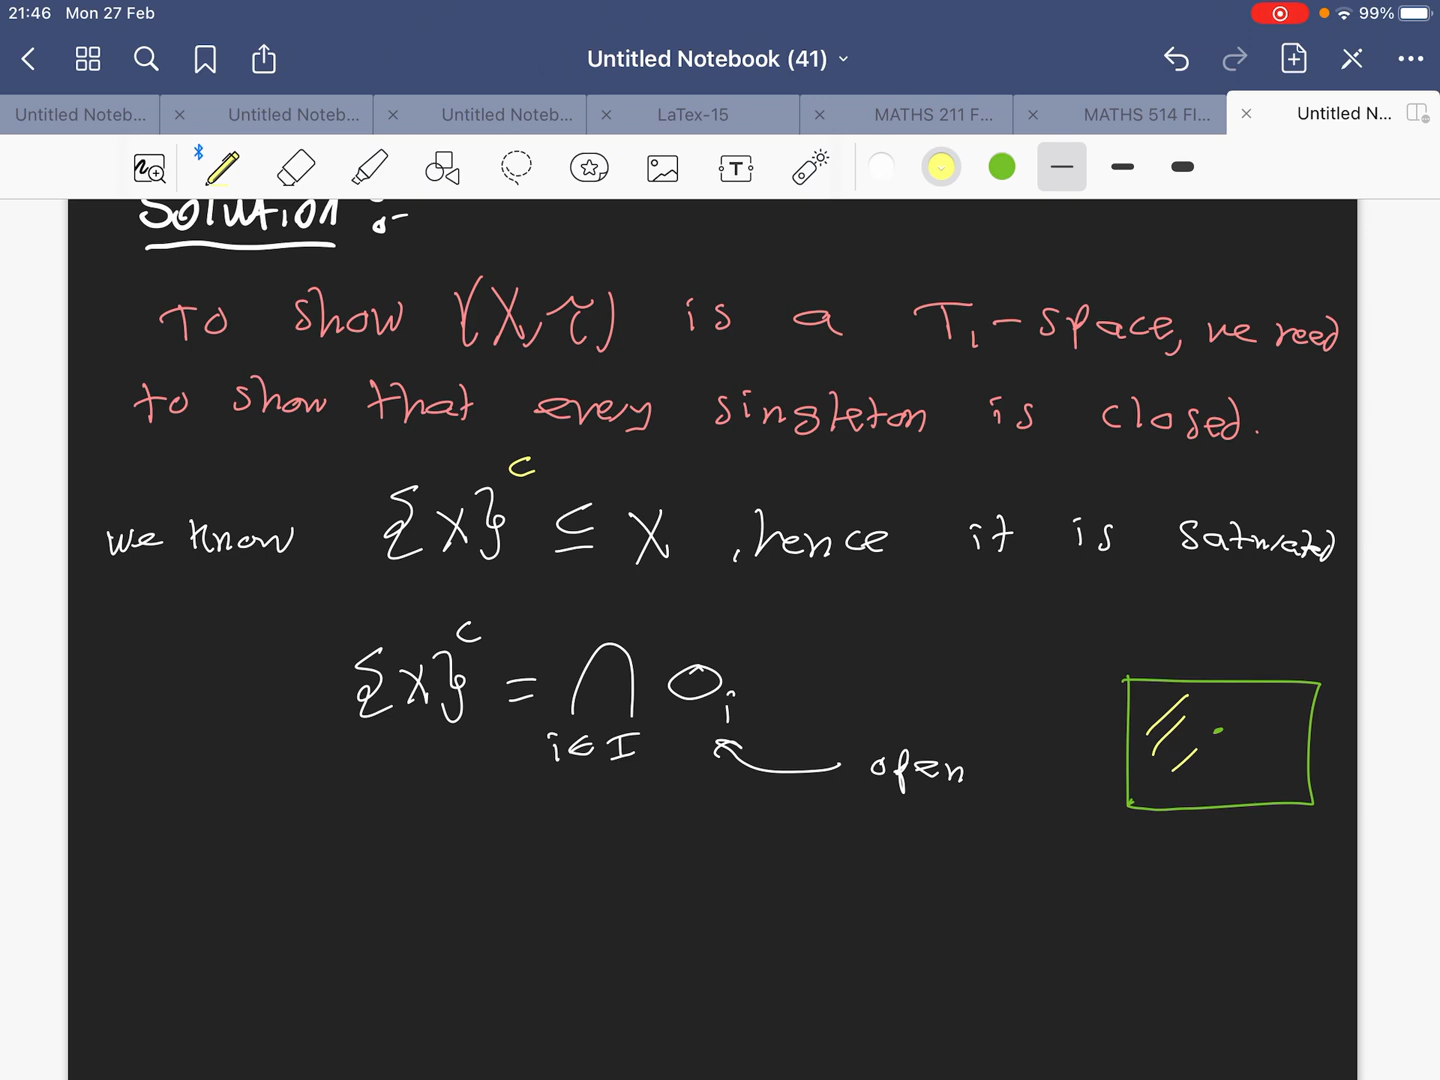 21:46 Mon 27 Feb 99%
Untitled Notebook (41)
Untitled Noteb... Untitled Noteb... Untitled Noteb... LaTex-15 MATHS 211 F... MATHS 514 FI... Untitled N...
Solution :-
To show (X, τ) is a T₁-space, we need
to show that every singleton is closed.
we know {x}ᶜ ⊆ X , hence it is saturated
{x}ᶜ = ∩ Oᵢ
i ∈ I
open